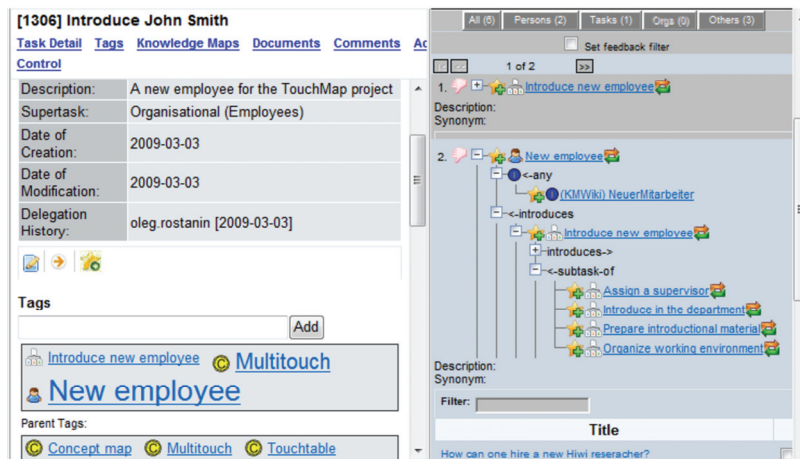 [1306] Introduce John Smith
Task Detail Tags Knowledge Maps Documents Comments Ac
Control
Description: A new employee for the TouchMap project
Supertask: Organisational (Employees)
Date of
Creation: 2009-03-03
Date of
Modification: 2009-03-03
Delegation
History: oleg.rostanin [2009-03-03]
Tags
Add
Introduce new employee © Multitouch
New employee
Parent Tags:
© Concept map © Multitouch © Touchtable
All (6) Persons (2) Tasks (1) Orgs (0) Others (3)
Set feedback filter
1 of 2 >>
1. Introduce new employee
Description:
Synonym:
2. New employee
<-any
(KMWiki) NeuerMitarbeiter
<-introduces
Introduce new employee
introduces->
<-subtask-of
Assign a supervisor
Introduce in the department
Prepare introductional material
Organize working environment
Description:
Synonym:
Filter:
Title
How can one hire a new Hiwi reseracher?